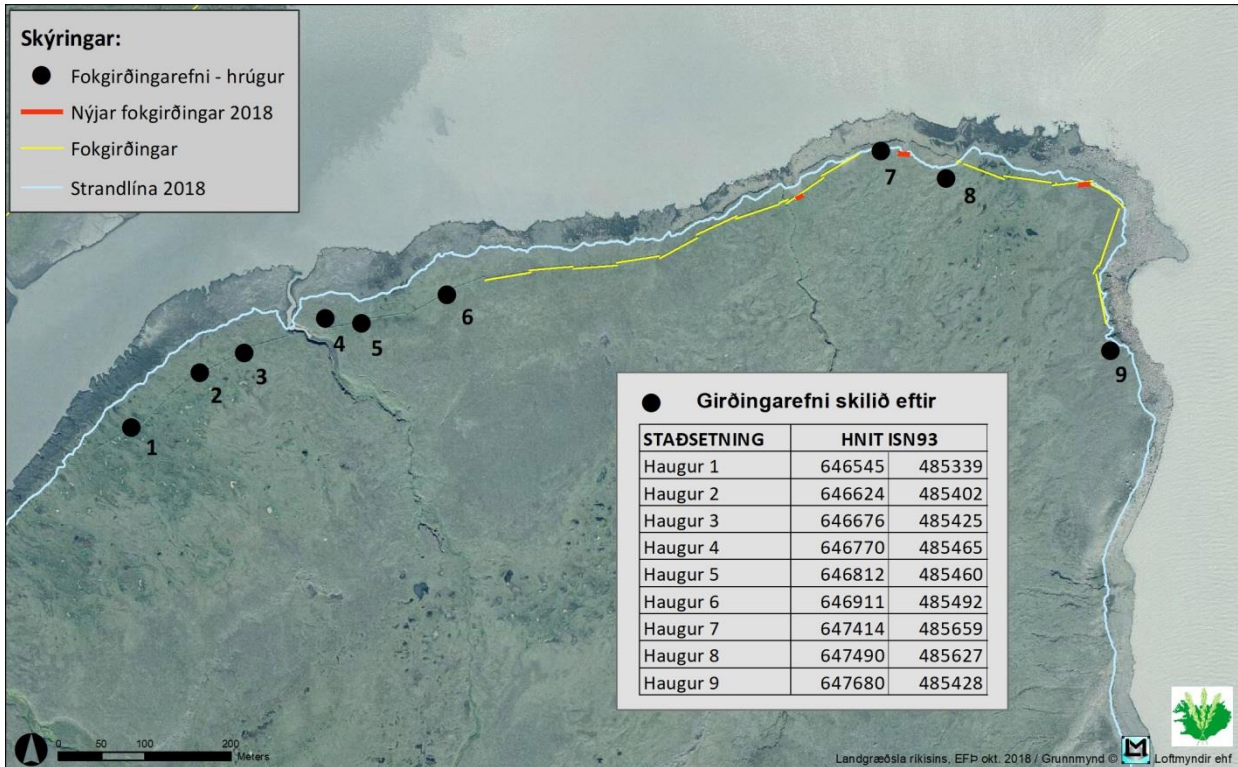 Skýringar:
Fokgirðingarefni - hrúgur
Nýjar fokgirðingar 2018
Fokgirðingar
Strandlína 2018
7
8
6
4
5
9
3
2
1
Girðingarefni skilið eftir
STAÐSETNING HNIT ISN93
Haugur 1 646545 485339
Haugur 2 646624 485402
Haugur 3 646676 485425
Haugur 4 646770 485465
Haugur 5 646812 485460
Haugur 6 646911 485492
Haugur 7 647414 485659
Haugur 8 647490 485627
Haugur 9 647680 485428
0 50 100 200
Meters
Landgræðsla ríkisins, EFÞ okt. 2018 / Grunnmynd © LM Loftmyndir ehf